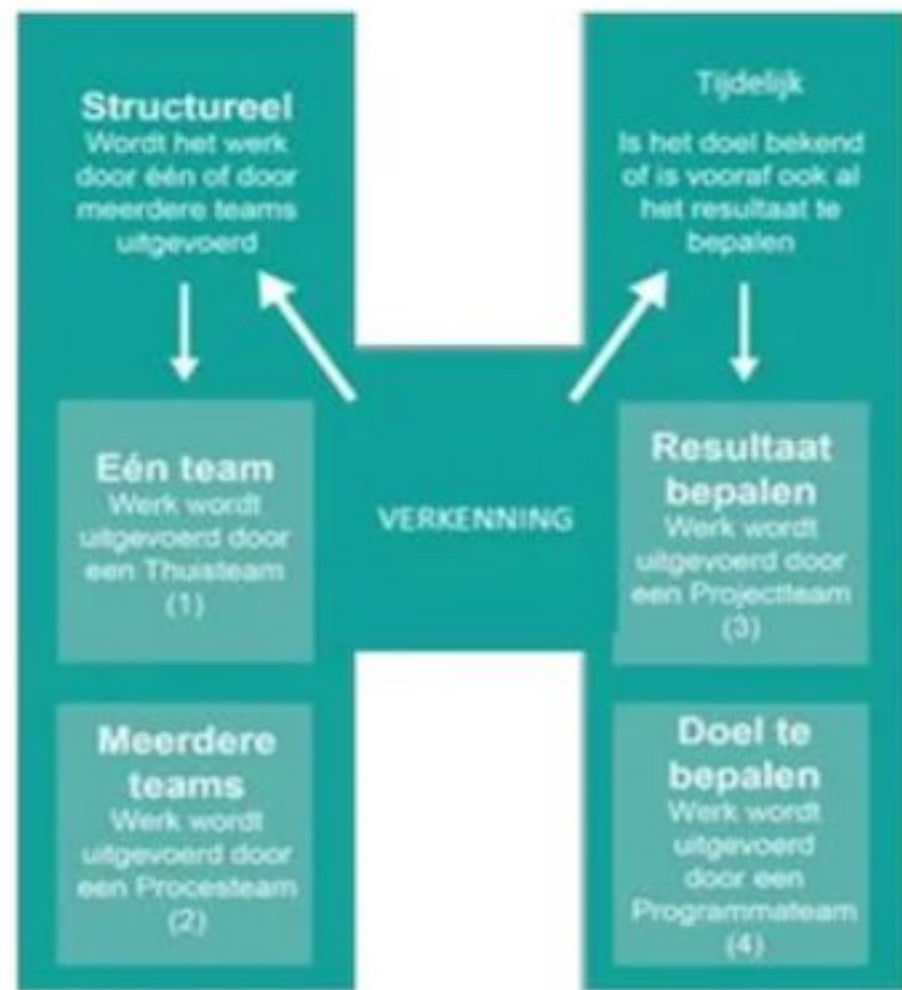 Structureel
Wordt het werk
door één of door
meerdere teams
uitgevoerd
Tijdelijk
Is het doel bekend
of is vooraf ook al
het resultaat te
bepalen
Eén team
Werk wordt
uitgevoerd door
een Thuisteam
(1)
VERKENNING
Resultaat
bepalen
Werk wordt
uitgevoerd door
een Projectteam
(3)
Meerdere
teams
Werk wordt
uitgevoerd door
een Procesteam
(2)
Doel te
bepalen
Werk wordt
uitgevoerd
door een
Programmateam
(4)